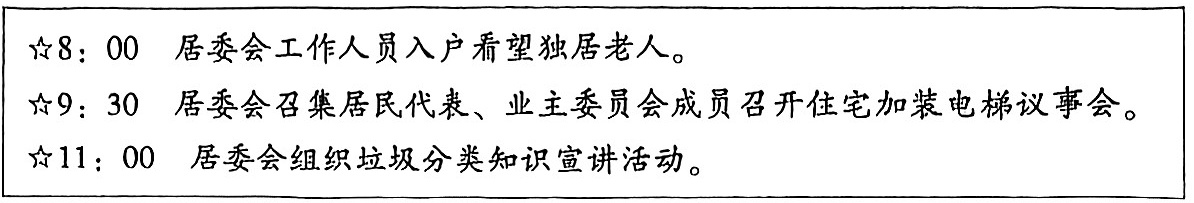 ☆8：00 居委会工作人员入户看望独居老人。
☆9：30 居委会召集居民代表、业主委员会成员召开住宅加装电梯议事会。
☆11：00 居委会组织垃圾分类知识宣讲活动。